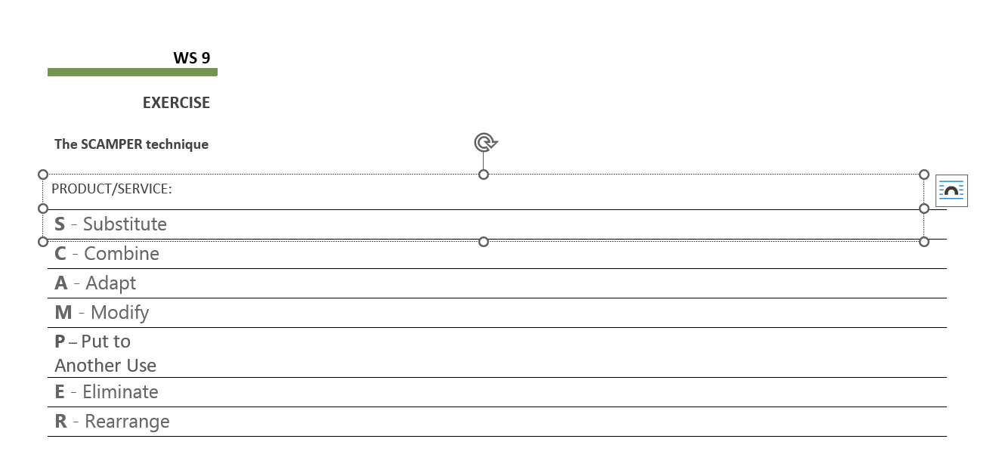 WS 9
EXERCISE
The SCAMPER technique
PRODUCT/SERVICE:
S - Substitute
C - Combine
A - Adapt
M - Modify
P – Put to
Another Use
E - Eliminate
R - Rearrange